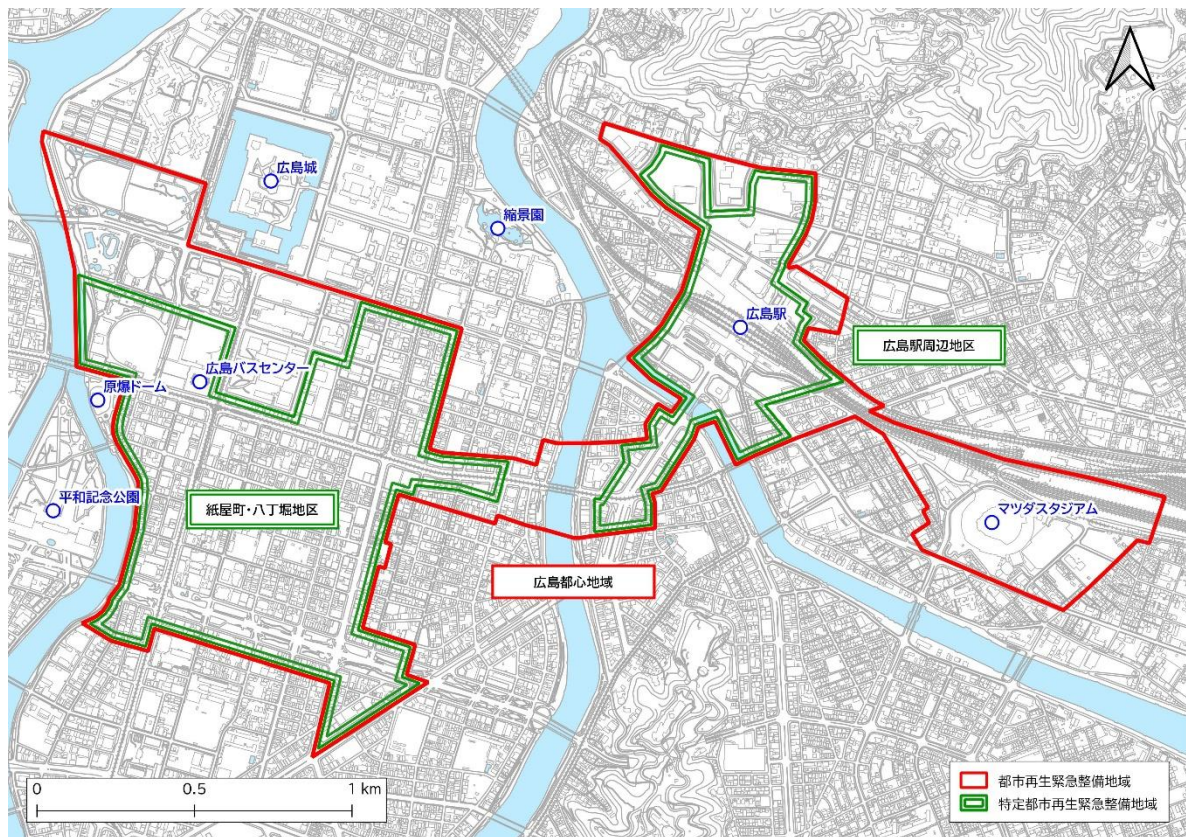 広島城
縮景園
広島駅
広島駅周辺地区
広島バスセンター
原爆ドーム
平和記念公園
紙屋町・八丁堀地区
マツダスタジアム
広島都心地域
0
0.5
1 km
都市再生緊急整備地域
特定都市再生緊急整備地域